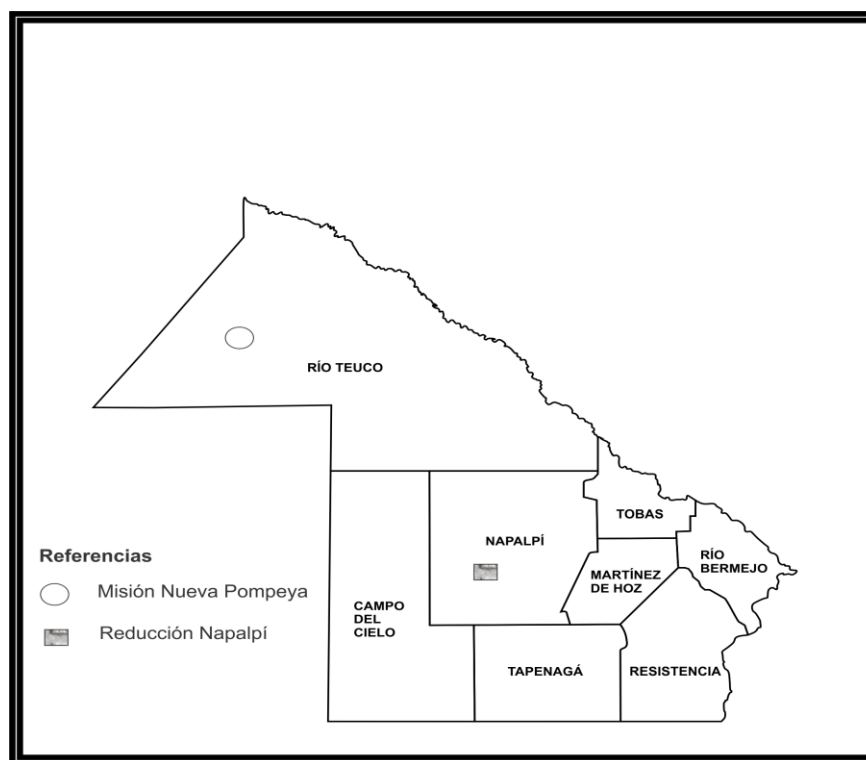 RÍO TEUCO
TOBAS
NAPALPÍ
RÍO
BERMEJO
MARTÍNEZ
DE HOZ
CAMPO
DEL
CIELO
TAPENAGÁ
RESISTENCIA
Referencias
Misión Nueva Pompeya
Reducción Napalpí